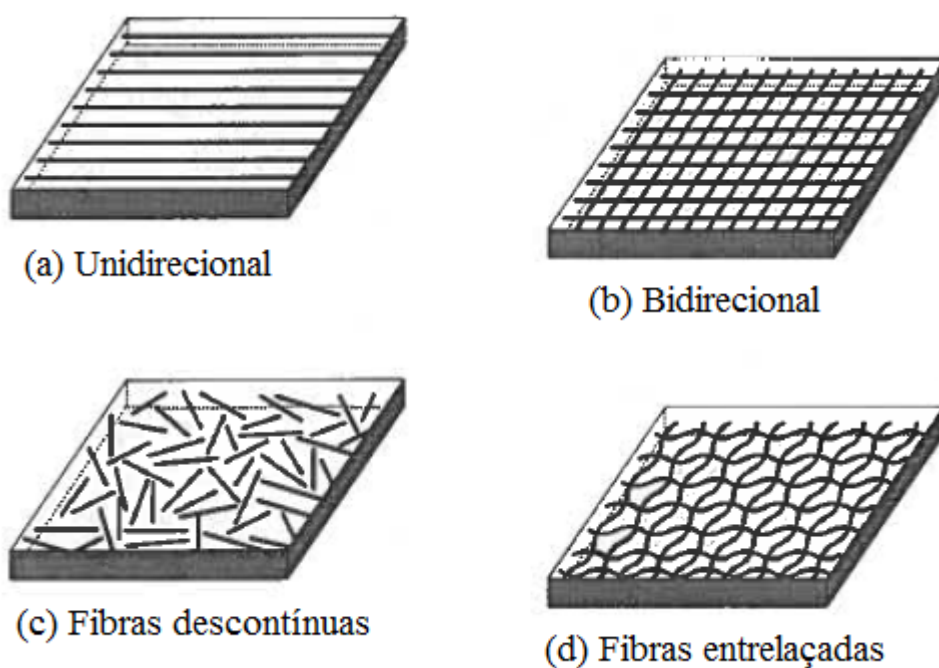 (a) Unidirecional
(b) Bidirecional
(c) Fibras descontínuas
(d) Fibras entrelaçadas